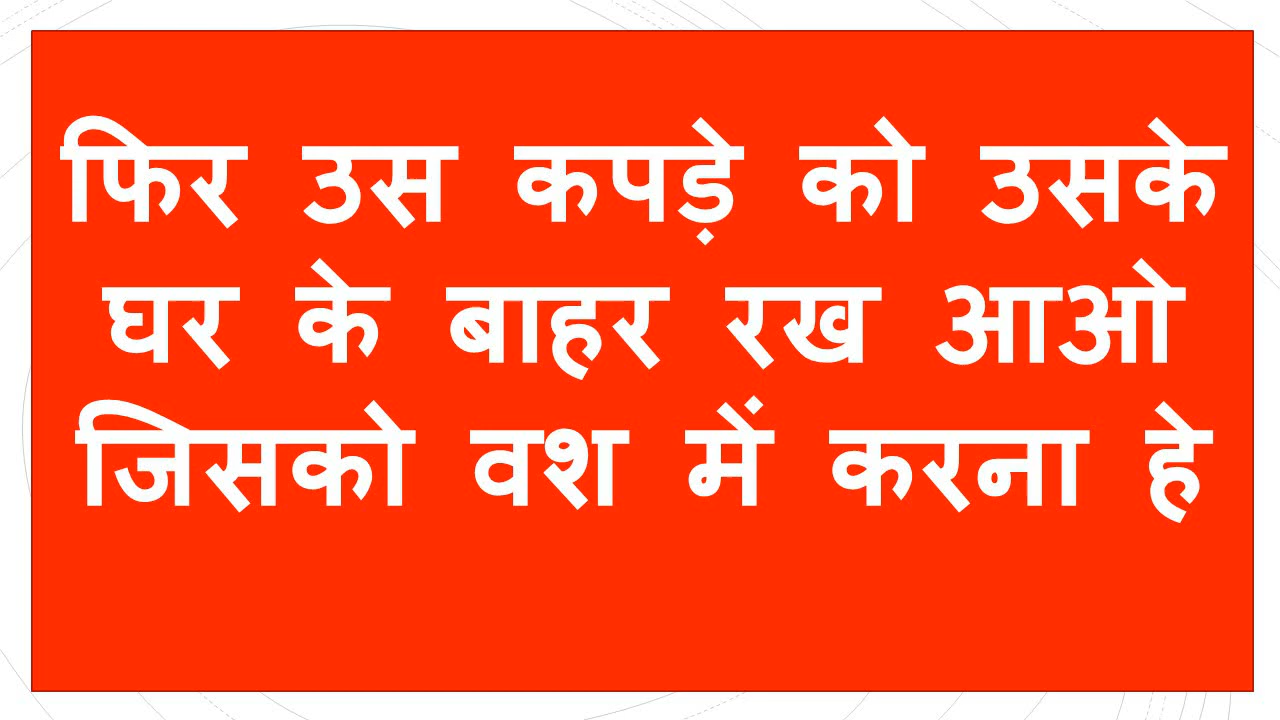 फिर उस कपड़े को उसके
घर के बाहर रख आओ
जिसको वश में करना हे